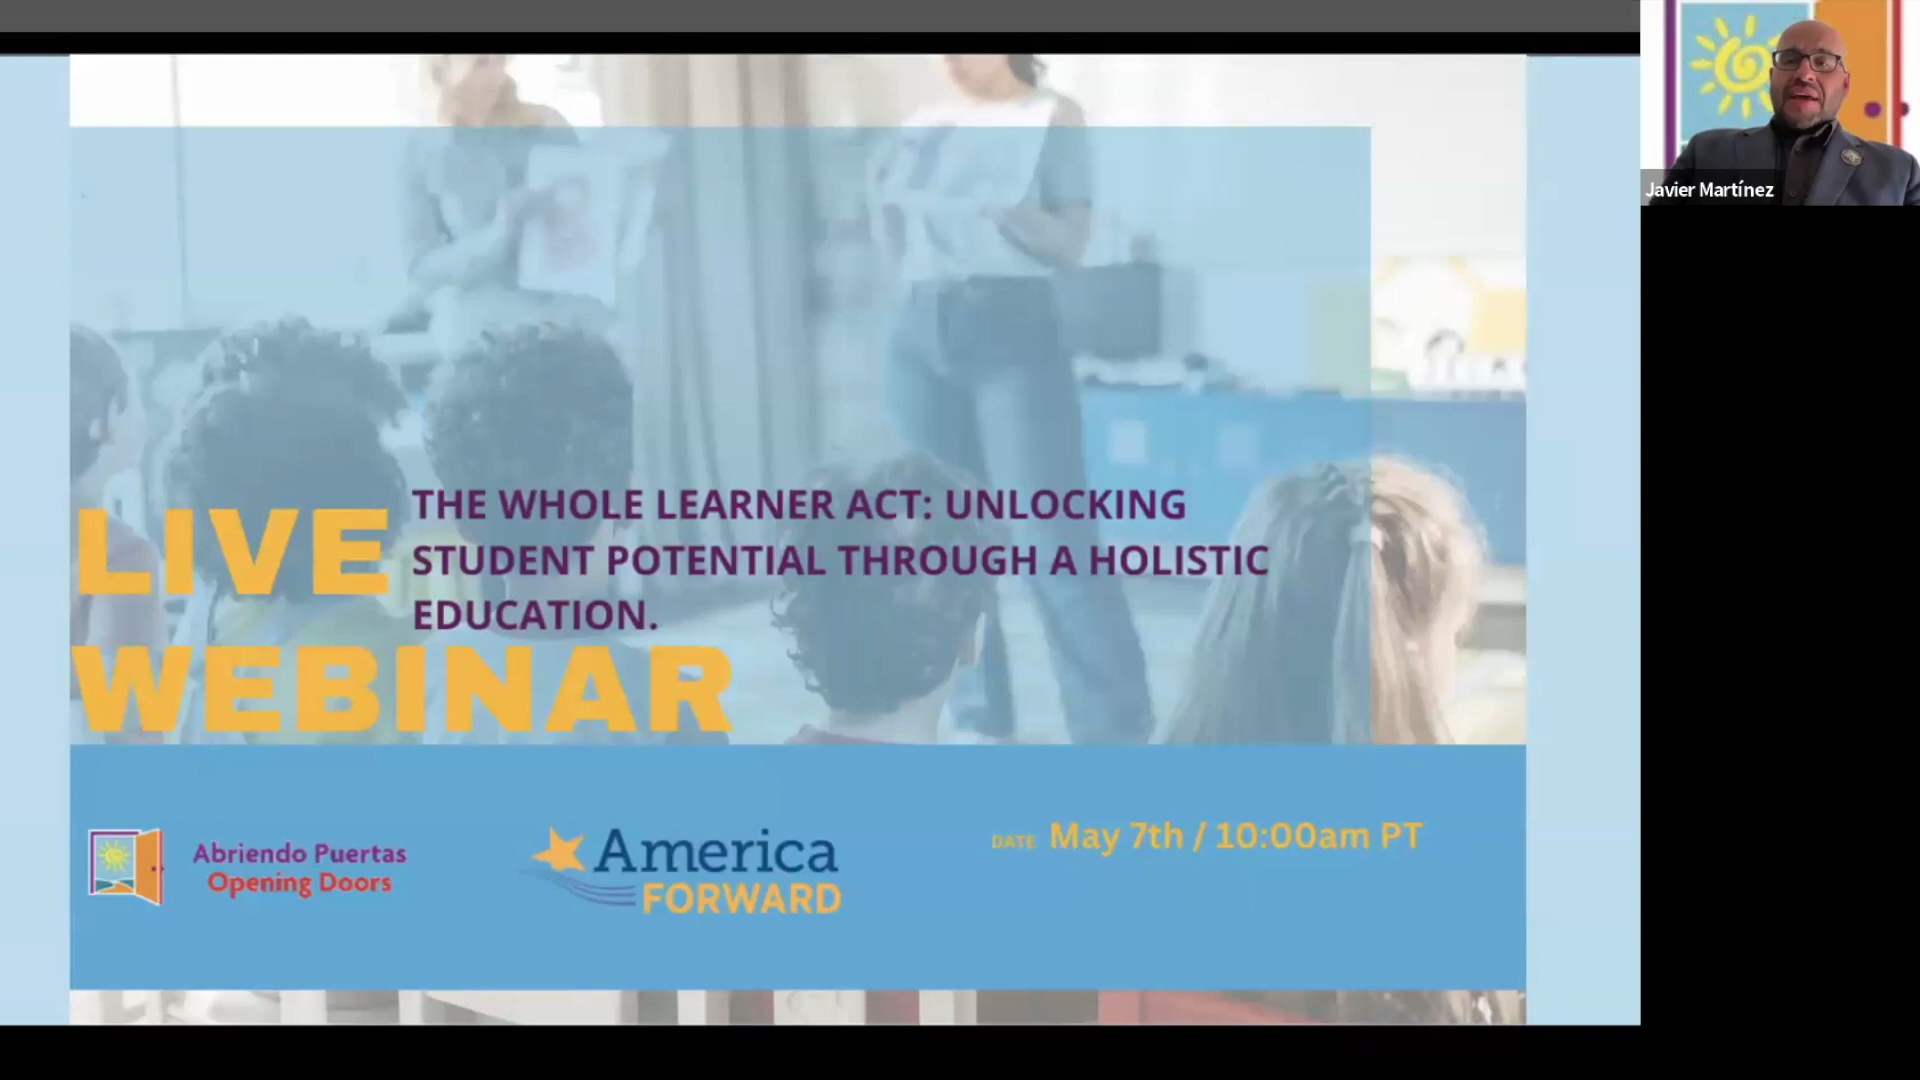 THE WHOLE LEARNER ACT: UNLOCKING
STUDENT POTENTIAL THROUGH A HOLISTIC
EDUCATION.
LIVE
WEBINAR
Abriendo Puertas
Opening Doors
America
FORWARD
DATE May 7th / 10:00am PT
Javier Martínez